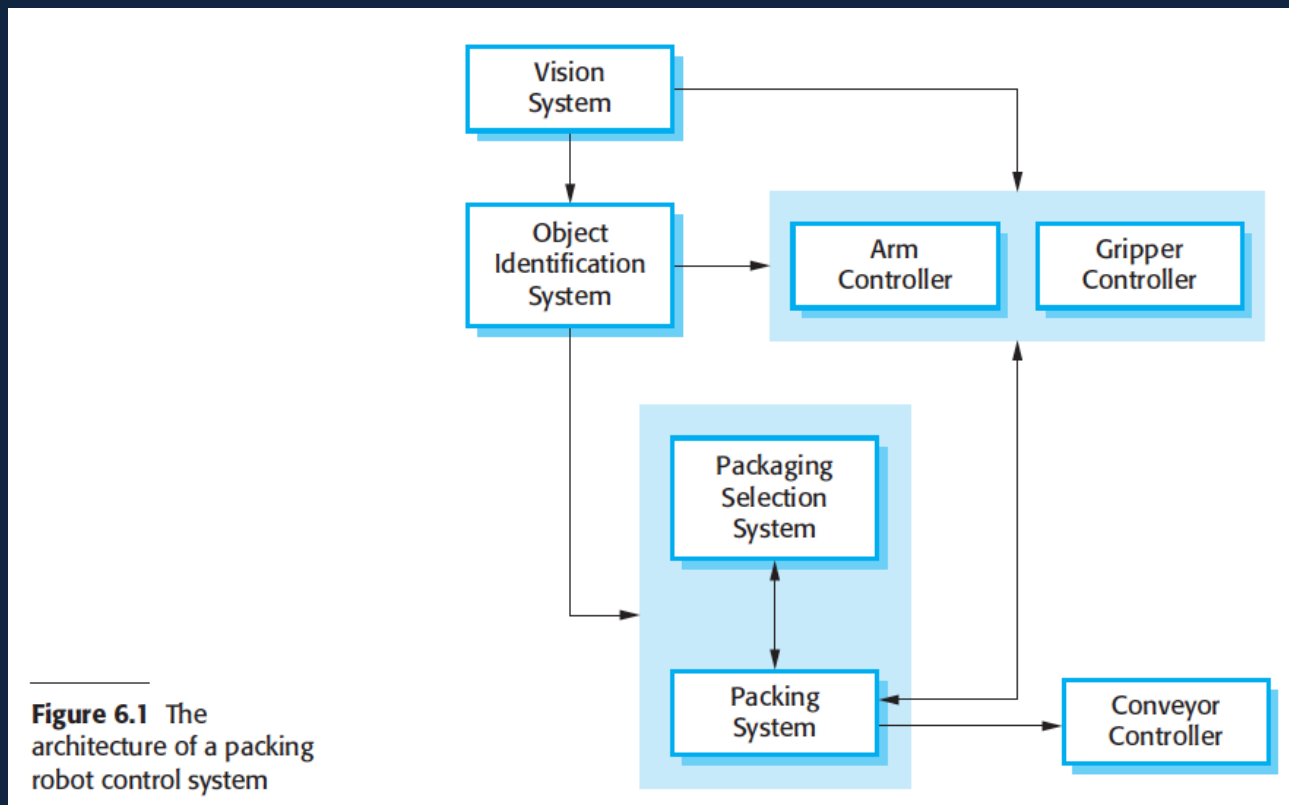 Vision
System
Object
Identification
System
Arm
Controller
Gripper
Controller
Packaging
Selection
System
Packing
System
Conveyor
Controller
Figure 6.1 The
architecture of a packing
robot control system